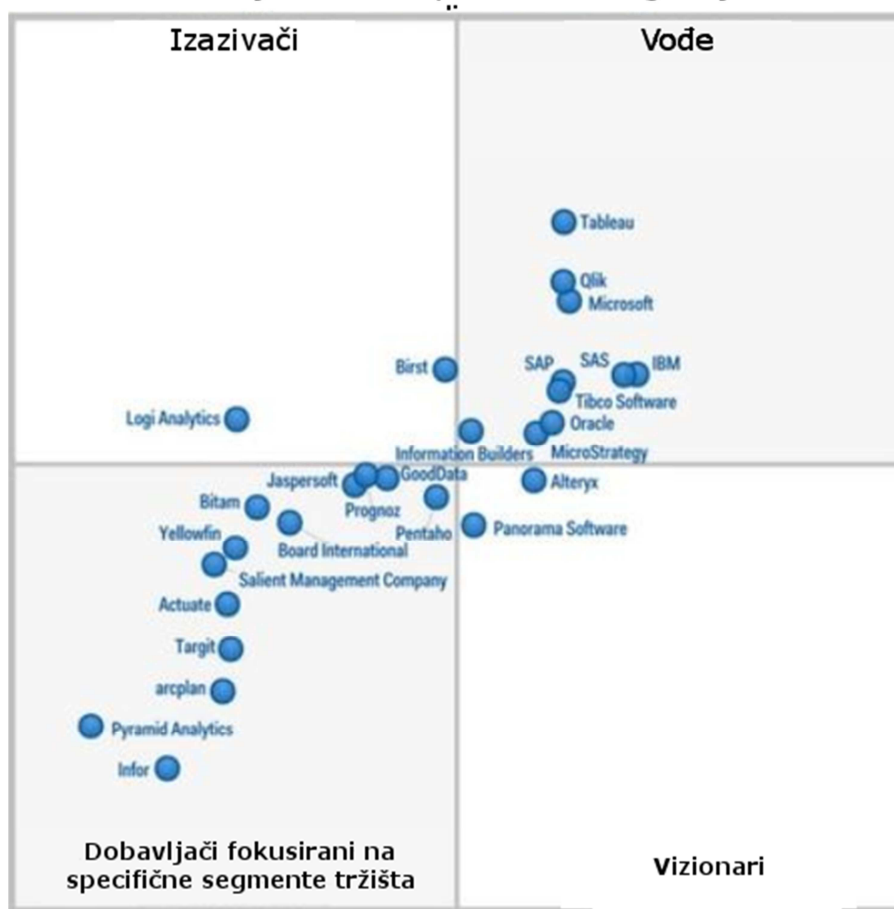 Izazivači
Vođe
Tableau
Qlik
Microsoft
Birst
SAP
SAS
IBM
Tibco Software
Logi Analytics
Oracle
Information Builders
MicroStrategy
Jaspersoft
GoodData
Alteryx
Bitam
Prognoz
Yellowfin
Pentaho
Panorama Software
Board International
Salient Management Company
Actuate
Targit
arcplan
Pyramid Analytics
Infor
Dobavljači fokusirani na
specifične segmente tržišta
Vizionari